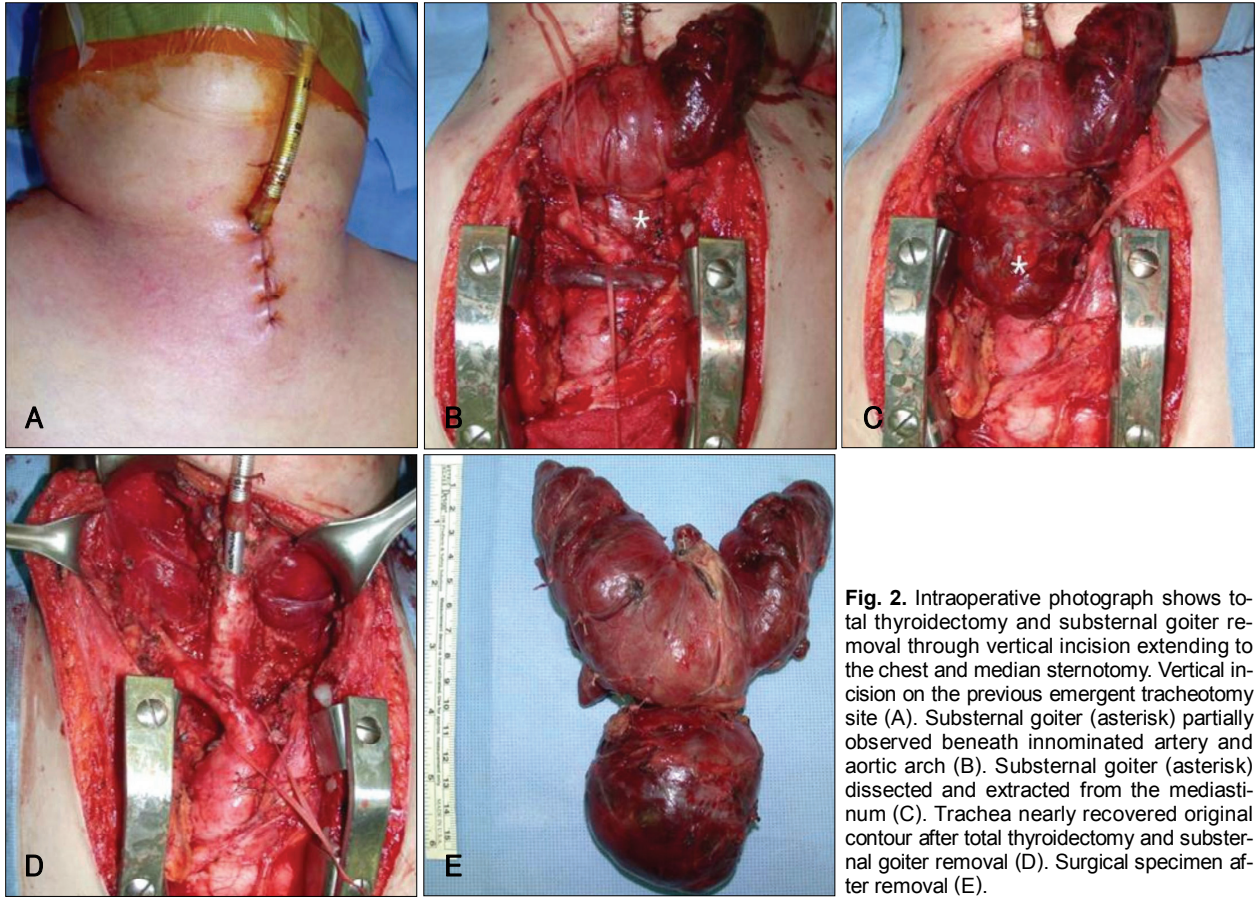 A
B
*
C
*
D
E
Fig. 2. Intraoperative photograph shows to-
tal thyroidectomy and substernal goiter re-
moval through vertical incision extending to
the chest and median sternotomy. Vertical in-
cision on the previous emergent tracheotomy
site (A). Substernal goiter (asterisk) partially
observed beneath innominated artery and
aortic arch (B). Substernal goiter (asterisk)
dissected and extracted from the mediasti-
num (C). Trachea nearly recovered original
contour after total thyroidectomy and subster-
nal goiter removal (D). Surgical specimen af-
ter removal (E).